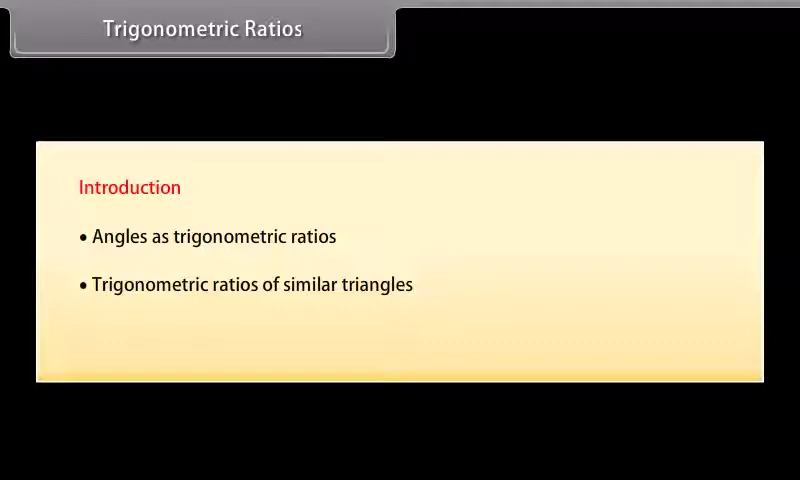 Trigonometric Ratios
Introduction
• Angles as trigonometric ratios
• Trigonometric ratios of similar triangles